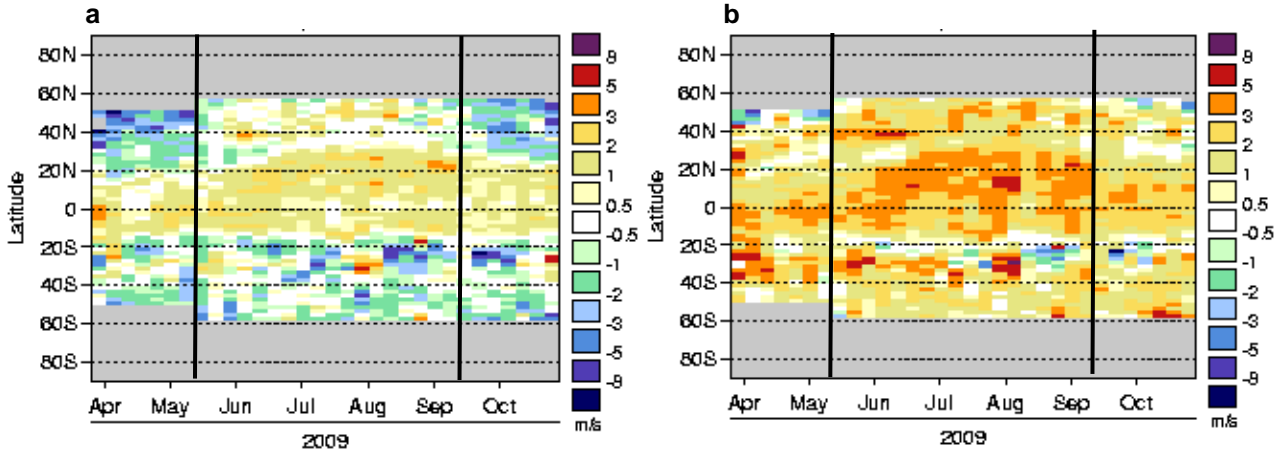 a
80N
60N
40N
20N
0
20S
40S
60S
80S
Latitude
Apr May Jun Jul Aug Sep Oct
2009
8
5
3
2
1
0.5
-0.5
-1
-2
-3
-5
-8
m/s
b
80N
60N
40N
20N
0
20S
40S
60S
80S
Latitude
Apr May Jun Jul Aug Sep Oct
2009
8
5
3
2
1
0.5
-0.5
-1
-2
-3
-5
-8
m/s